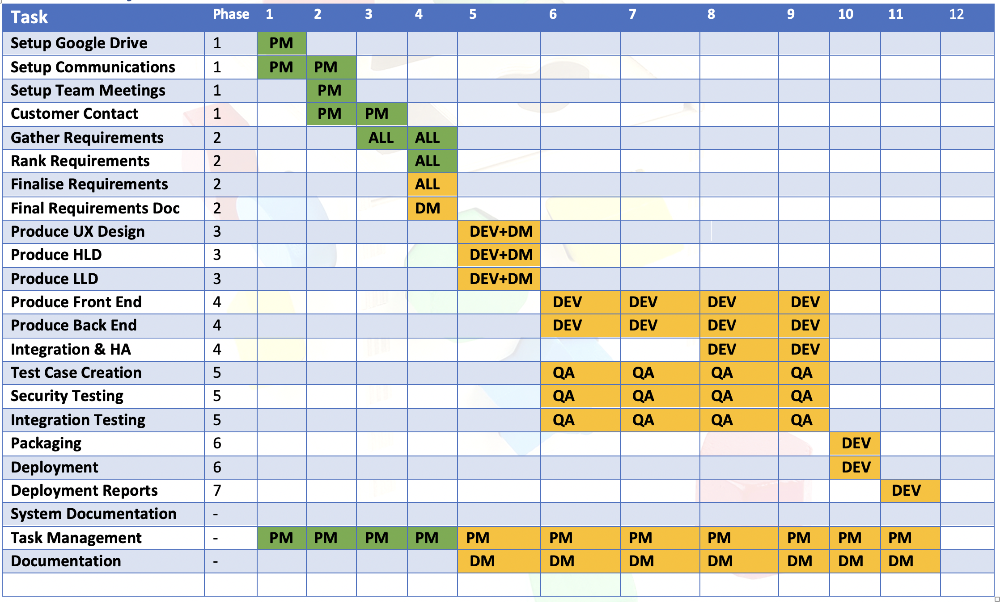 Task Phase 1 2 3 4 5 6 7 8 9 10 11 12
Setup Google Drive 1 PM
Setup Communications 1 PM PM
Setup Team Meetings 1 PM
Customer Contact 1 PM PM
Gather Requirements 2 ALL ALL
Rank Requirements 2 ALL
Finalise Requirements 2 ALL
Final Requirements Doc 2 DM
Produce UX Design 3 DEV+DM
Produce HLD 3 DEV+DM
Produce LLD 3 DEV+DM
Produce Front End 4 DEV DEV DEV DEV
Produce Back End 4 DEV DEV DEV DEV
Integration & HA 4 DEV DEV
Test Case Creation 5 QA QA QA QA
Security Testing 5 QA QA QA QA
Integration Testing 5 QA QA QA QA
Packaging 6 DEV
Deployment 6 DEV
Deployment Reports 7 DEV
System Documentation -
Task Management - PM PM PM PM PM PM PM PM PM PM PM
Documentation - DM DM DM DM DM DM DM